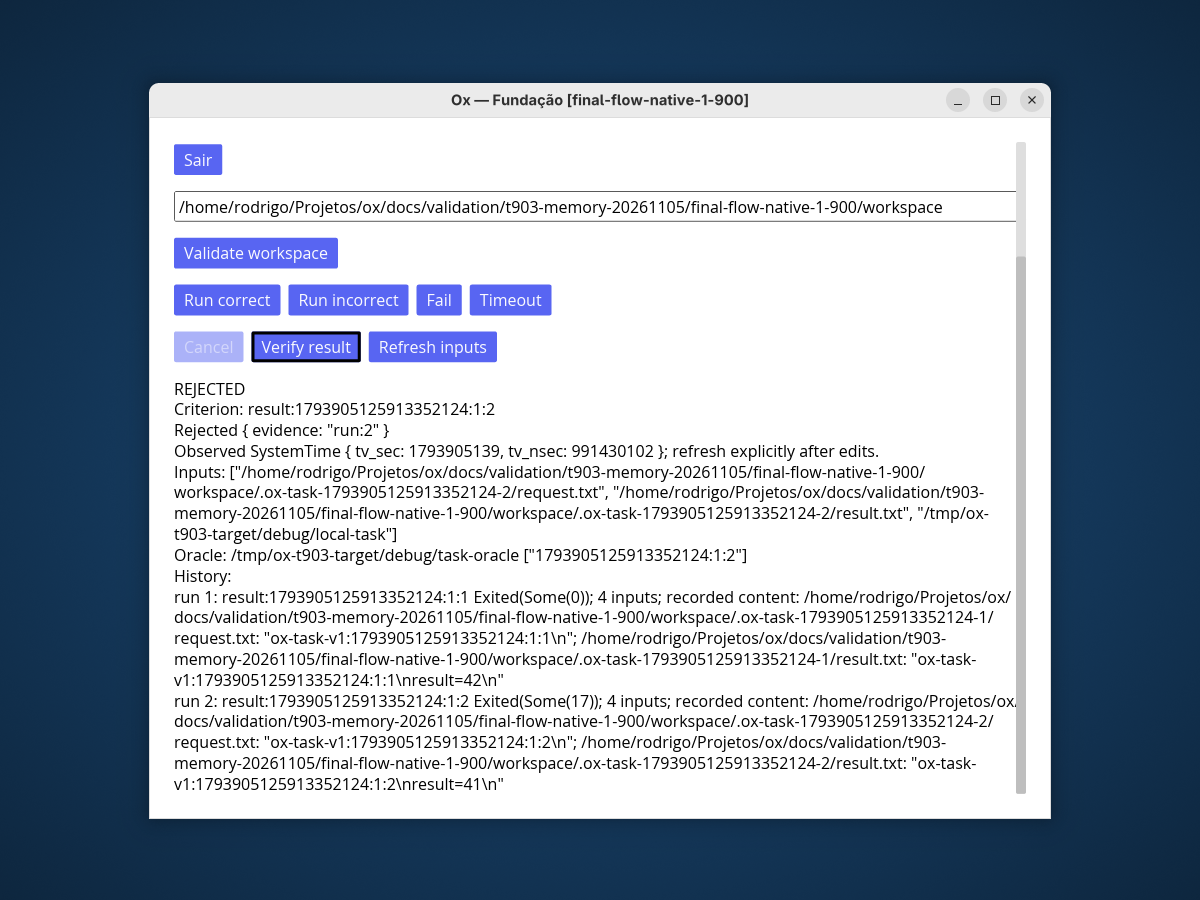 Ox — Fundação [final-flow-native-1-900]
Sair
/home/rodrigo/Projetos/ox/docs/validation/t903-memory-20261105/final-flow-native-1-900/workspace
Validate workspace
Run correct Run incorrect Fail Timeout
Cancel Verify result Refresh inputs
REJECTED
Criterion: result:1793905125913352124:1:2
Rejected { evidence: "run:2" }
Observed SystemTime { tv_sec: 1793905139, tv_nsec: 991430102 }; refresh explicitly after edits.
Inputs: ["/home/rodrigo/Projetos/ox/docs/validation/t903-memory-20261105/final-flow-native-1-900/
workspace/.ox-task-1793905125913352124-2/request.txt", "/home/rodrigo/Projetos/ox/docs/validation/t903-
memory-20261105/final-flow-native-1-900/workspace/.ox-task-1793905125913352124-2/result.txt", "/tmp/ox-
t903-target/debug/local-task"]
Oracle: /tmp/ox-t903-target/debug/task-oracle ["1793905125913352124:1:2"]
History:
run 1: result:1793905125913352124:1:1 Exited(Some(0)); 4 inputs; recorded content: /home/rodrigo/Projetos/ox/
docs/validation/t903-memory-20261105/final-flow-native-1-900/workspace/.ox-task-1793905125913352124-1/
request.txt: "ox-task-v1:1793905125913352124:1:1\n"; /home/rodrigo/Projetos/ox/docs/validation/t903-
memory-20261105/final-flow-native-1-900/workspace/.ox-task-1793905125913352124-1/result.txt: "ox-task-
v1:1793905125913352124:1:1\nresult=42\n"
run 2: result:1793905125913352124:1:2 Exited(Some(17)); 4 inputs; recorded content: /home/rodrigo/Projetos/ox/
docs/validation/t903-memory-20261105/final-flow-native-1-900/workspace/.ox-task-1793905125913352124-2/
request.txt: "ox-task-v1:1793905125913352124:1:2\n"; /home/rodrigo/Projetos/ox/docs/validation/t903-
memory-20261105/final-flow-native-1-900/workspace/.ox-task-1793905125913352124-2/result.txt: "ox-task-
v1:1793905125913352124:1:2\nresult=41\n"